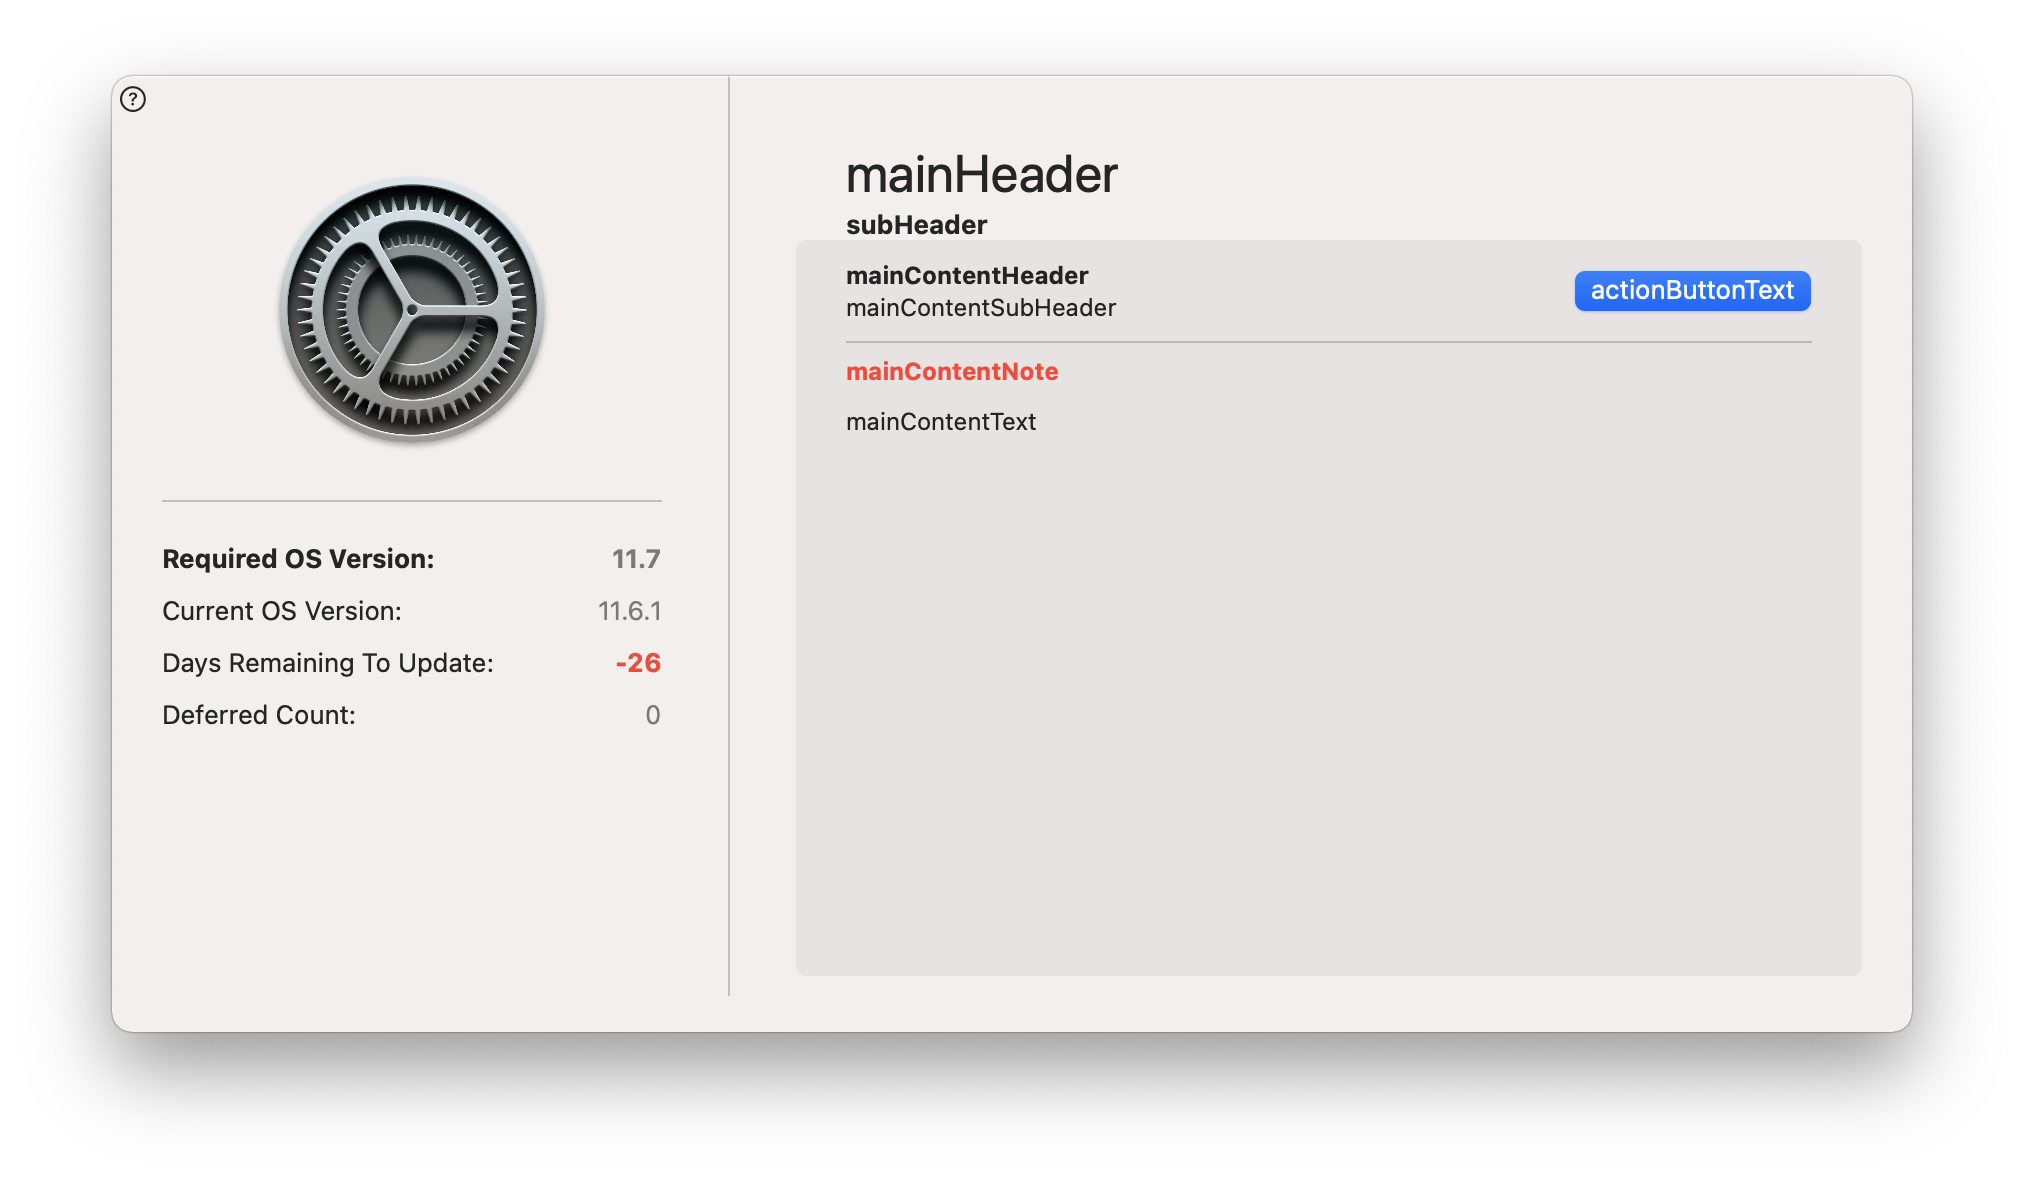 ?
mainHeader
subHeader
mainContentHeader
mainContentSubHeader
actionButtonText
mainContentNote
mainContentText
Required OS Version: 11.7
Current OS Version: 11.6.1
Days Remaining To Update: -26
Deferred Count: 0